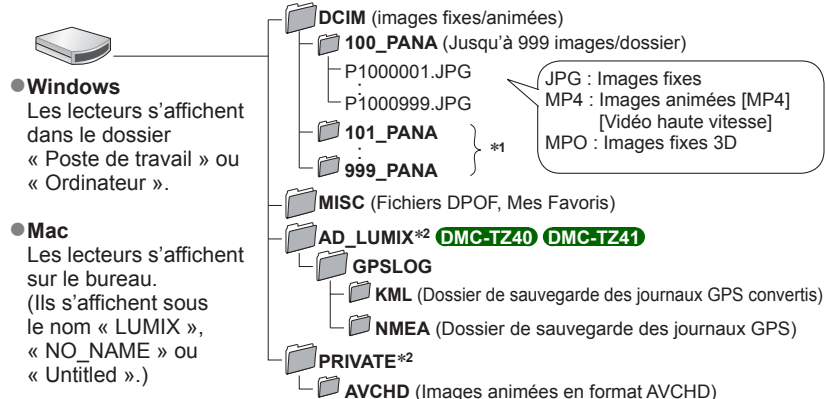 ●Windows
Les lecteurs s’affichent
dans le dossier
« Poste de travail » ou
« Ordinateur ».
●Mac
Les lecteurs s’affichent
sur le bureau.
(Ils s’affichent sous
le nom « LUMIX »,
« NO_NAME » ou
« Untitled ».)
DCIM (images fixes/animées)
100_PANA (Jusqu’à 999 images/dossier)
P1000001.JPG
:
P1000999.JPG
101_PANA
:
999_PANA
*1
JPG : Images fixes
MP4 : Images animées [MP4]
[Vidéo haute vitesse]
MPO : Images fixes 3D
MISC (Fichiers DPOF, Mes Favoris)
AD_LUMIX*2 DMC-TZ40 DMC-TZ41
GPSLOG
KML (Dossier de sauvegarde des journaux GPS convertis)
NMEA (Dossier de sauvegarde des journaux GPS)
PRIVATE*2
AVCHD (Images animées en format AVCHD)